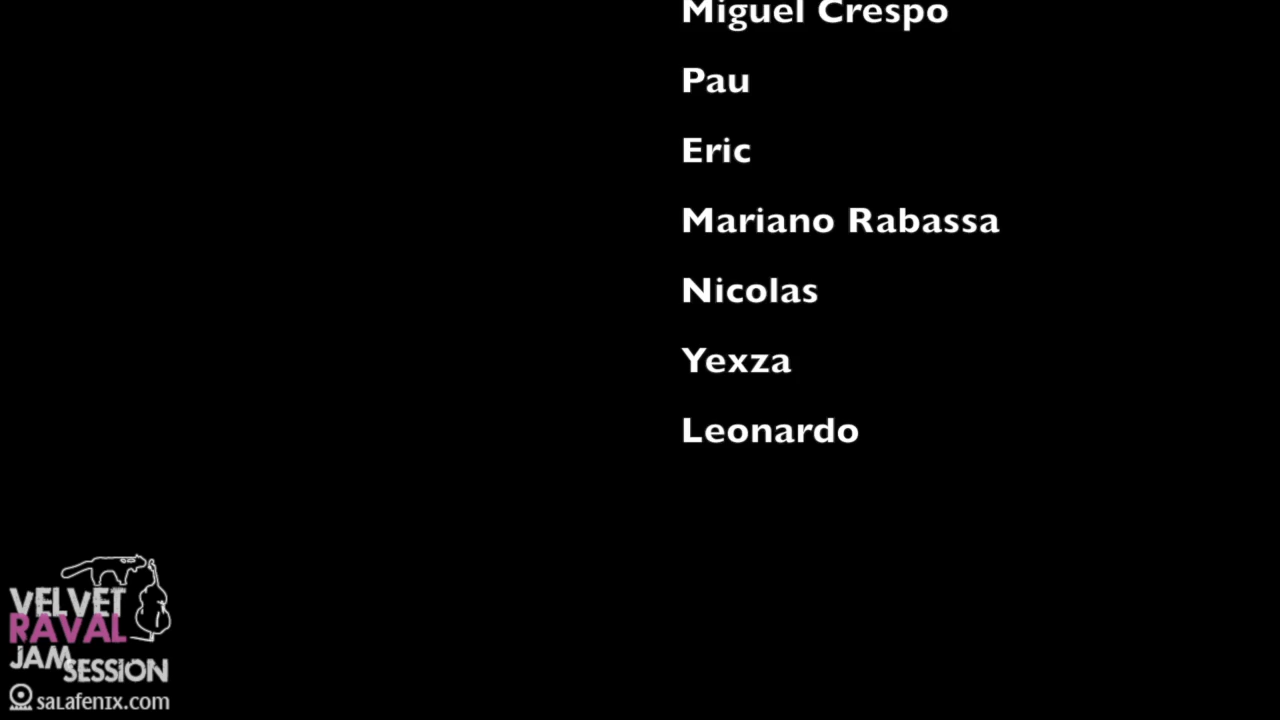 Miguel Crespo
Pau
Eric
Mariano Rabassa
Nicolas
Yexza
Leonardo
VELVET
RAVAL
JAM
SESSION
salafenix.com